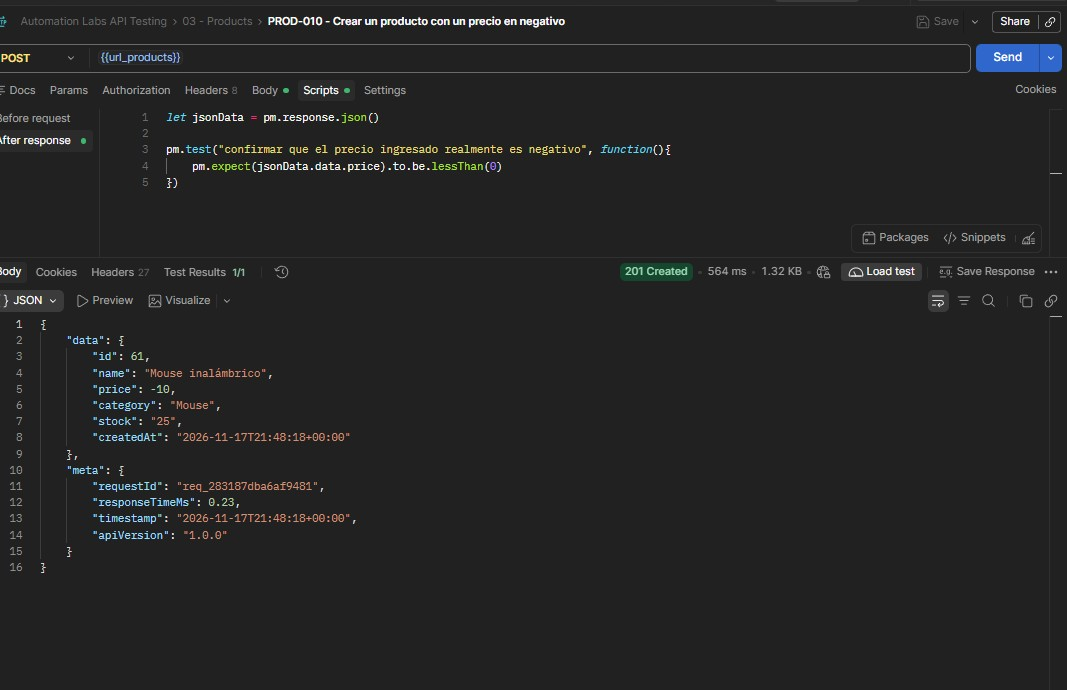 Automation Labs API Testing > 03 - Products > PROD-010 - Crear un producto con un precio en negativo Save Share
POST {{url_products}} Send
Docs Params Authorization Headers 8 Body Scripts Settings Cookies
Before request
After response
1 let jsonData = pm.response.json()
2
3 pm.test("confirmar que el precio ingresado realmente es negativo", function(){
4 pm.expect(jsonData.data.price).to.be.lessThan(0)
5 })
Packages Snippets
Body Cookies Headers 27 Test Results 1/1 201 Created 564 ms 1.32 KB Load test e.g. Save Response
{} JSON Preview Visualize
1 {
2 "data": {
3 "id": 61,
4 "name": "Mouse inalámbrico",
5 "price": -10,
6 "category": "Mouse",
7 "stock": "25",
8 "createdAt": "2026-11-17T21:48:18+00:00"
9 },
10 "meta": {
11 "requestId": "req_283187dba6af9481",
12 "responseTimeMs": 0.23,
13 "timestamp": "2026-11-17T21:48:18+00:00",
14 "apiVersion": "1.0.0"
15 }
16 }